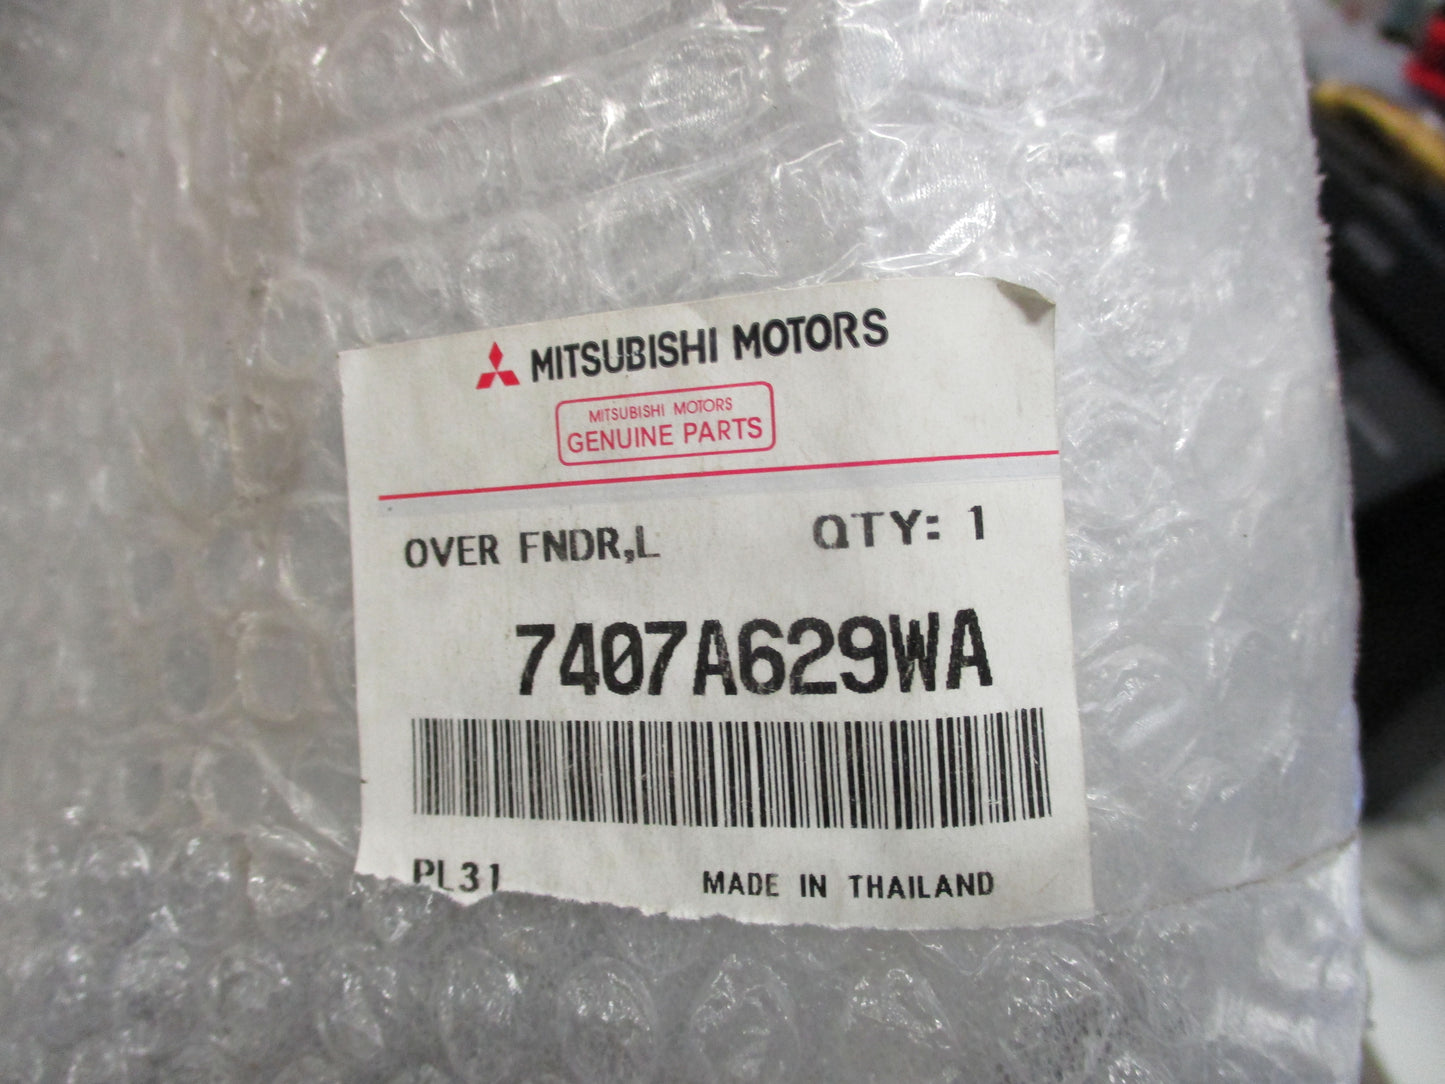 MITSUBISHI MOTORS
MITSUBISHI MOTORS
GENUINE PARTS
OVER FNDR,L QTY: 1
7407A629WA
PL31 MADE IN THAILAND